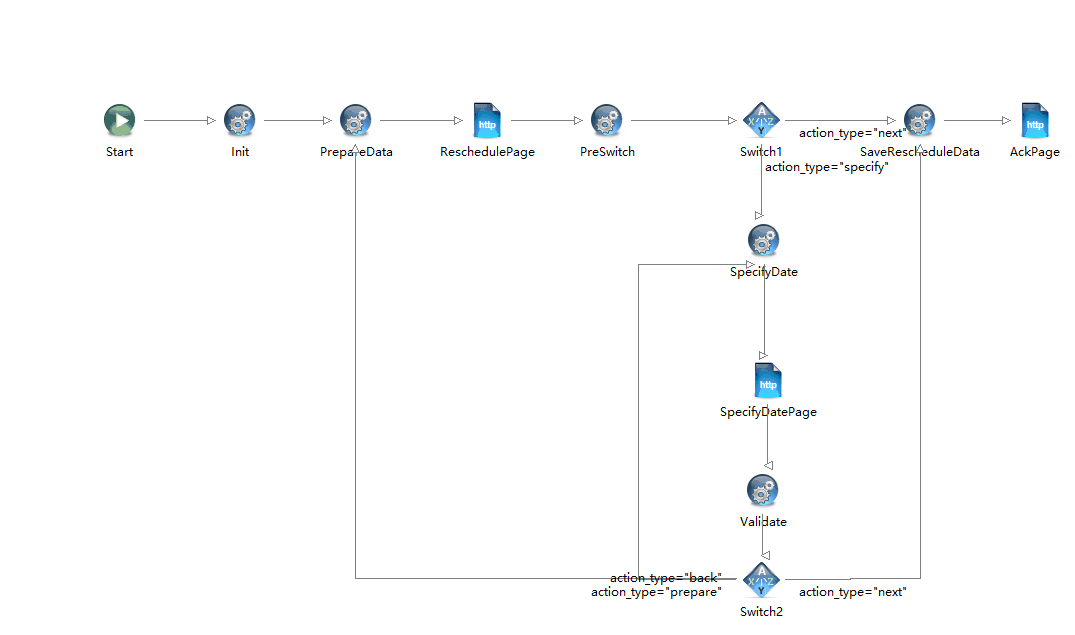 http
http
A
X Z
Y
action_type="next"
Start
Init
PrepareData
ReschedulePage
PreSwitch
Switch1
SaveRescheduleData
AckPage
action_type="specify"
SpecifyDate
http
SpecifyDatePage
Validate
A
X Z
Y
action_type="back"
action_type="prepare"
action_type="next"
Switch2